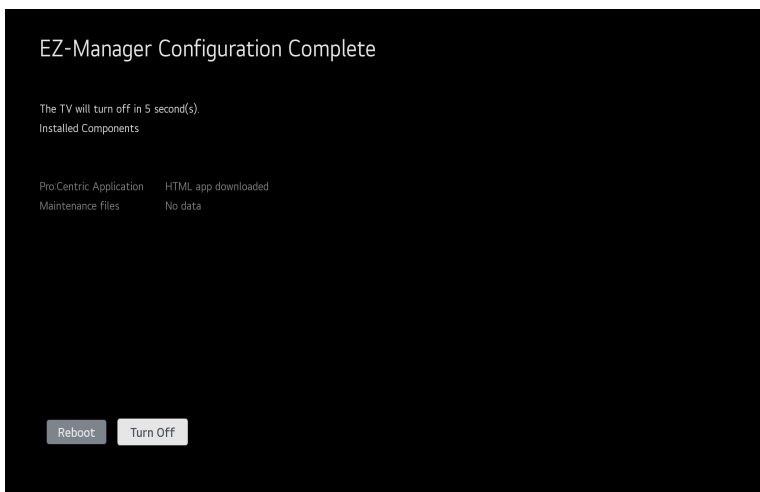 EZ-Manager Configuration Complete
The TV will turn off in 5 second(s).
Installed Components
Pro:Centric Application HTML app downloaded
Maintenance files No data
Reboot Turn Off